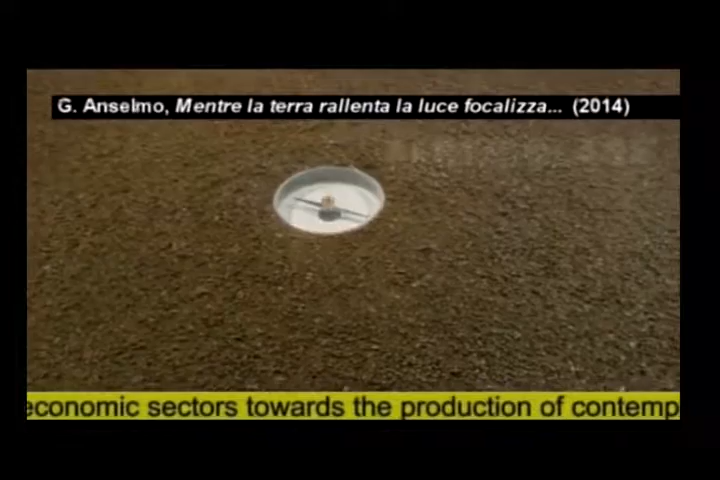 G. Anselmo, Mentre la terra rallenta la luce focalizza... (2014)
economic sectors towards the production of contemp